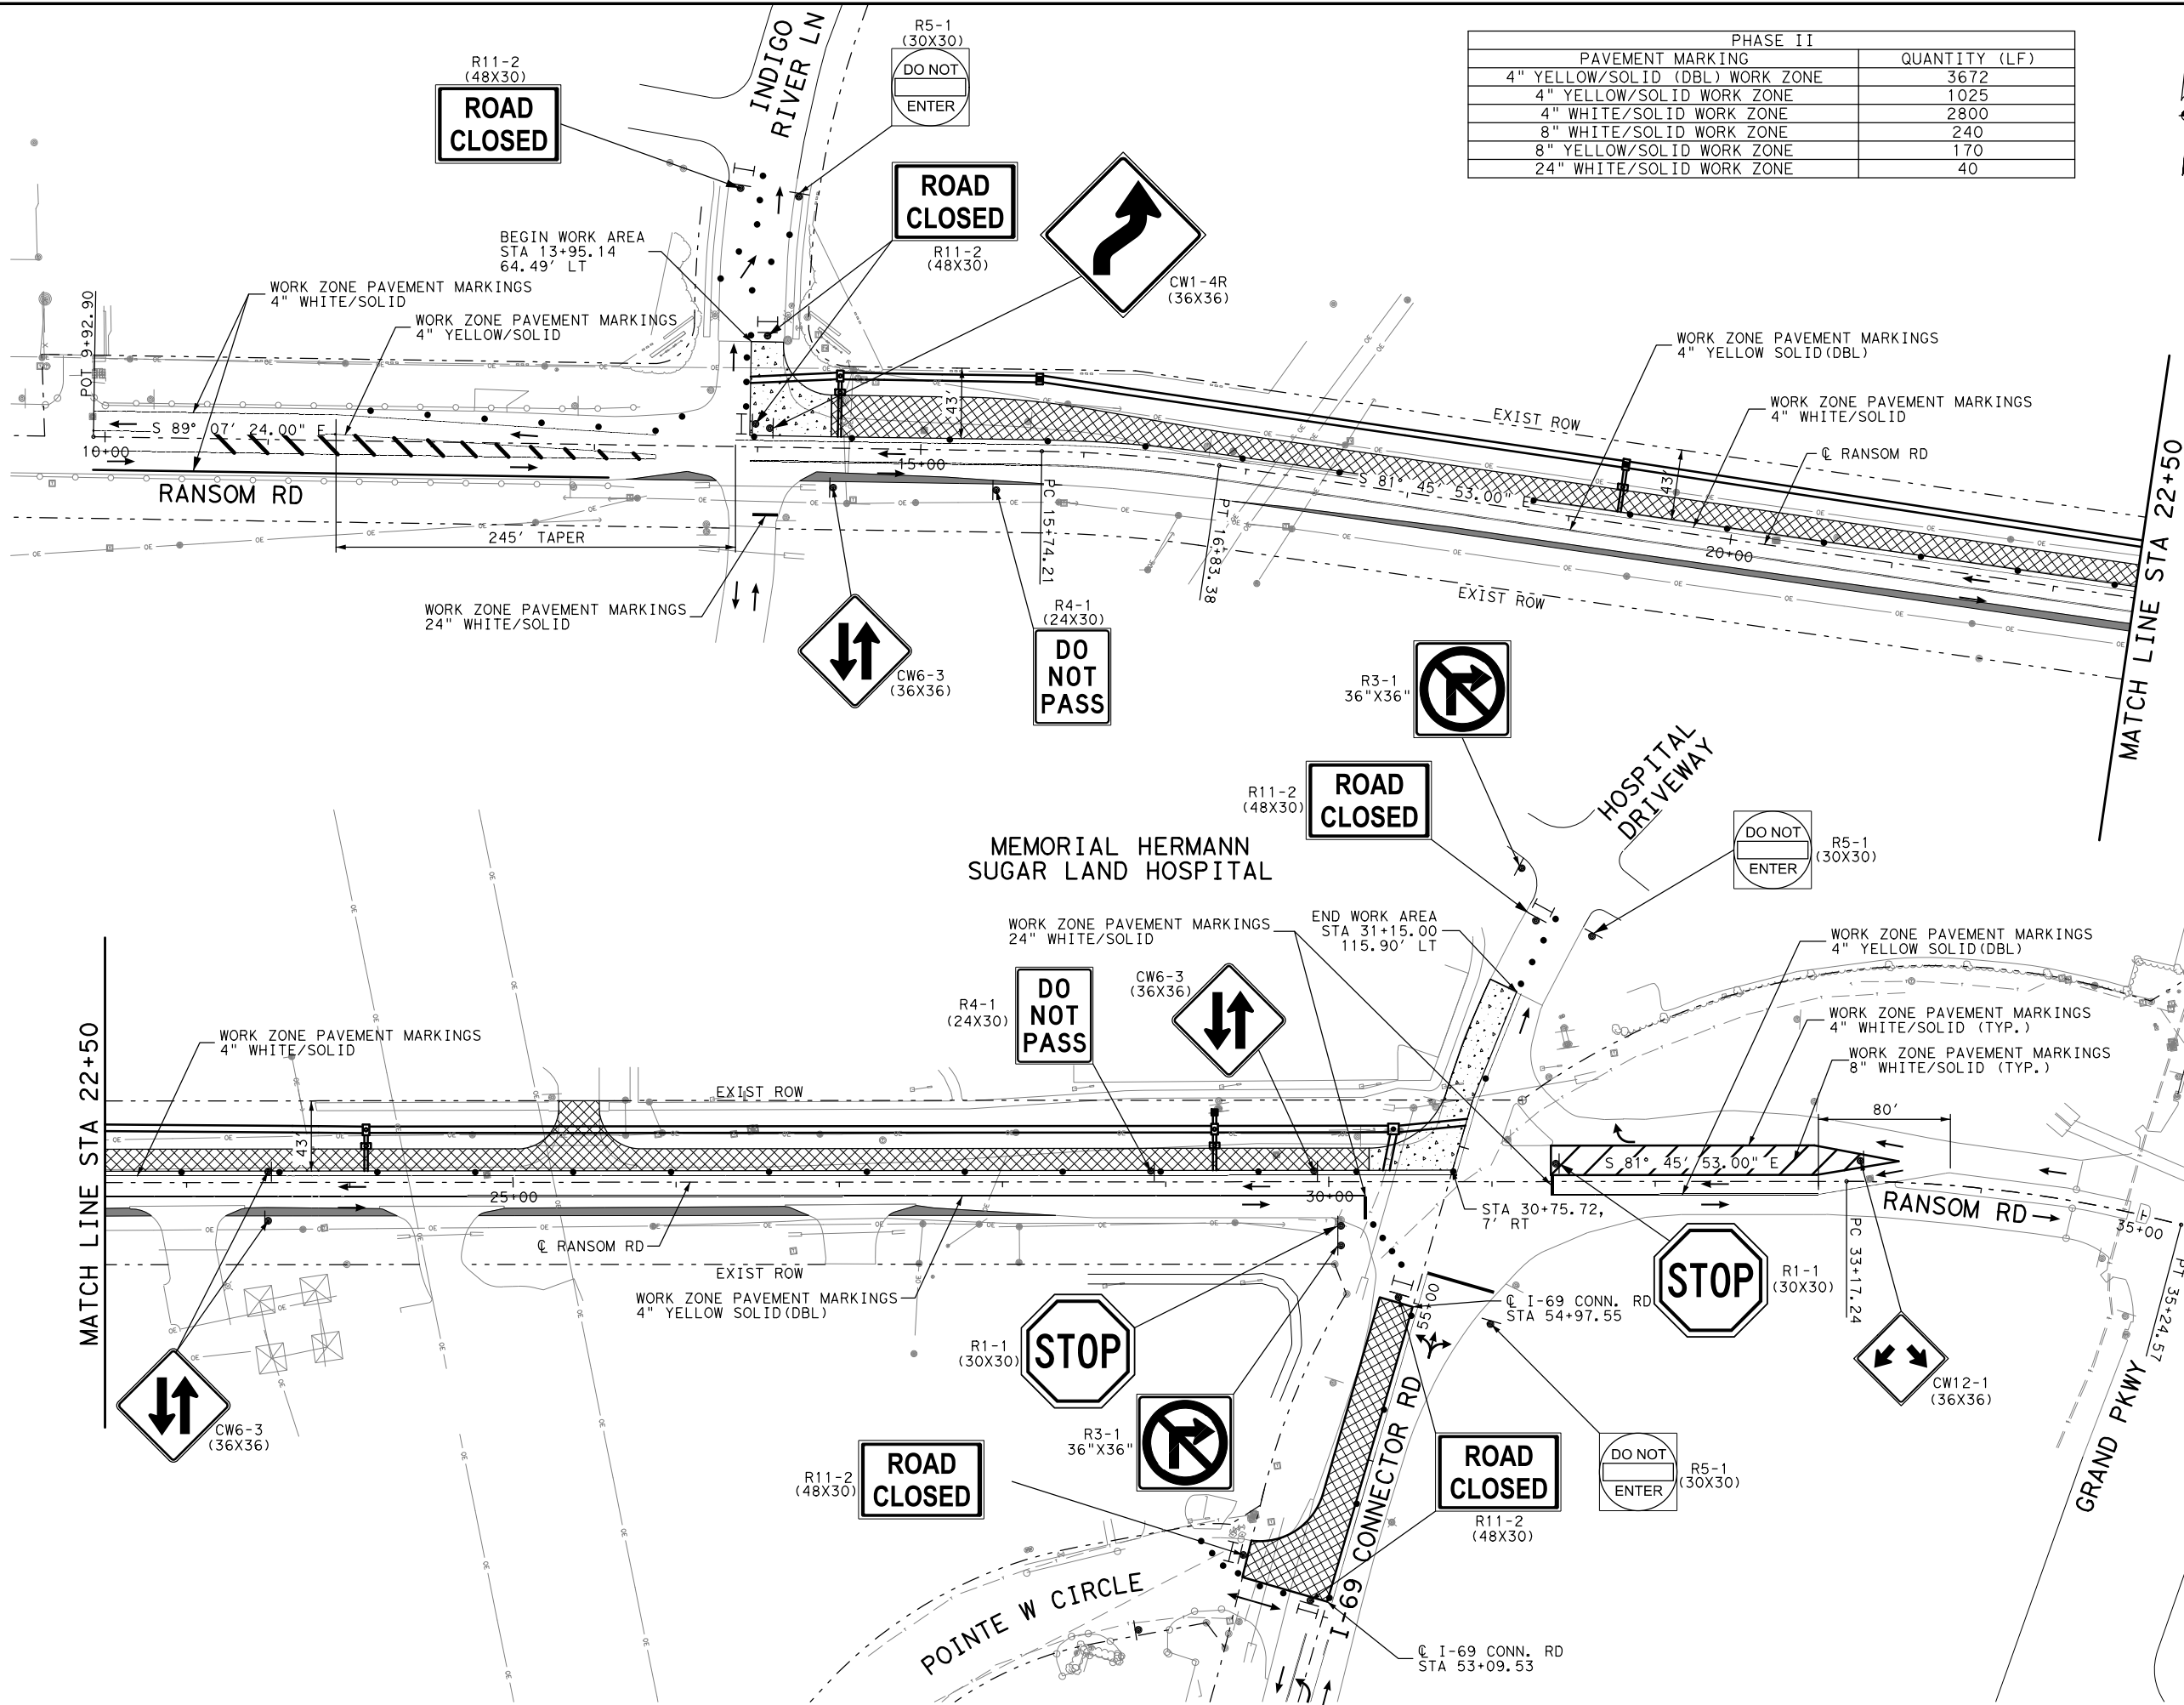 PHASE II
PAVEMENT MARKING QUANTITY (LF)
4" YELLOW/SOLID (DBL) WORK ZONE 3672
4" YELLOW/SOLID WORK ZONE 1025
4" WHITE/SOLID WORK ZONE 2800
8" WHITE/SOLID WORK ZONE 240
8" YELLOW/SOLID WORK ZONE 170
24" WHITE/SOLID WORK ZONE 40
INDIGO
RIVER LN
R5-1
(30X30)
DO NOT
ENTER
R11-2
(48X30)
ROAD
CLOSED
ROAD
CLOSED
R11-2
(48X30)
CW1-4R
(36X36)
BEGIN WORK AREA
STA 13+95.14
64.49' LT
WORK ZONE PAVEMENT MARKINGS
4" WHITE/SOLID
WORK ZONE PAVEMENT MARKINGS
4" YELLOW/SOLID
POT 9+92.90
S 89° 07' 24.00" E
10+00
RANSOM RD
245' TAPER
WORK ZONE PAVEMENT MARKINGS
24" WHITE/SOLID
43'
15+00
PC 15+74.21
PT 16+83.38
S 81° 45' 53.00" E
EXIST ROW
WORK ZONE PAVEMENT MARKINGS
4" YELLOW SOLID(DBL)
WORK ZONE PAVEMENT MARKINGS
4" WHITE/SOLID
℄ RANSOM RD
43'
20+00
EXIST ROW
MATCH LINE STA 22+50
CW6-3
(36X36)
R4-1
(24X30)
DO
NOT
PASS
R3-1
36"X36"
R11-2
(48X30)
ROAD
CLOSED
HOSPITAL
DRIVEWAY
DO NOT
ENTER
R5-1
(30X30)
MEMORIAL HERMANN
SUGAR LAND HOSPITAL
WORK ZONE PAVEMENT MARKINGS
24" WHITE/SOLID
END WORK AREA
STA 31+15.00
115.90' LT
R4-1
(24X30)
DO
NOT
PASS
CW6-3
(36X36)
WORK ZONE PAVEMENT MARKINGS
4" YELLOW SOLID(DBL)
WORK ZONE PAVEMENT MARKINGS
4" WHITE/SOLID (TYP.)
WORK ZONE PAVEMENT MARKINGS
8" WHITE/SOLID (TYP.)
80'
MATCH LINE STA 22+50
WORK ZONE PAVEMENT MARKINGS
4" WHITE/SOLID
EXIST ROW
43'
25+00
30+00
S 81° 45' 53.00" E
STA 30+75.72,
7' RT
RANSOM RD
35+00
PC 33+17.24
PT 35+24.57
℄ RANSOM RD
EXIST ROW
WORK ZONE PAVEMENT MARKINGS
4" YELLOW SOLID(DBL)
CW6-3
(36X36)
R1-1
(30X30)
STOP
R3-1
36"X36"
R11-2
(48X30)
ROAD
CLOSED
55+00
℄ I-69 CONN. RD
STA 54+97.55
STOP
R1-1
(30X30)
CW12-1
(36X36)
I-69 CONNECTOR RD
ROAD
CLOSED
R11-2
(48X30)
DO NOT
ENTER
R5-1
(30X30)
GRAND PKWY
POINTE W CIRCLE
℄ I-69 CONN. RD
STA 53+09.53